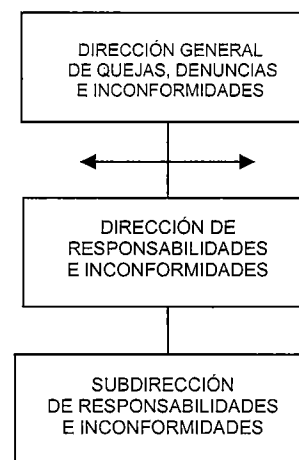 DIRECCIÓN GENERAL
DE QUEJAS, DENUNCIAS
E INCONFORMIDADES
DIRECCIÓN DE
RESPONSABILIDADES
E INCONFORMIDADES
SUBDIRECCIÓN
DE RESPONSABILIDADES
E INCONFORMIDADES